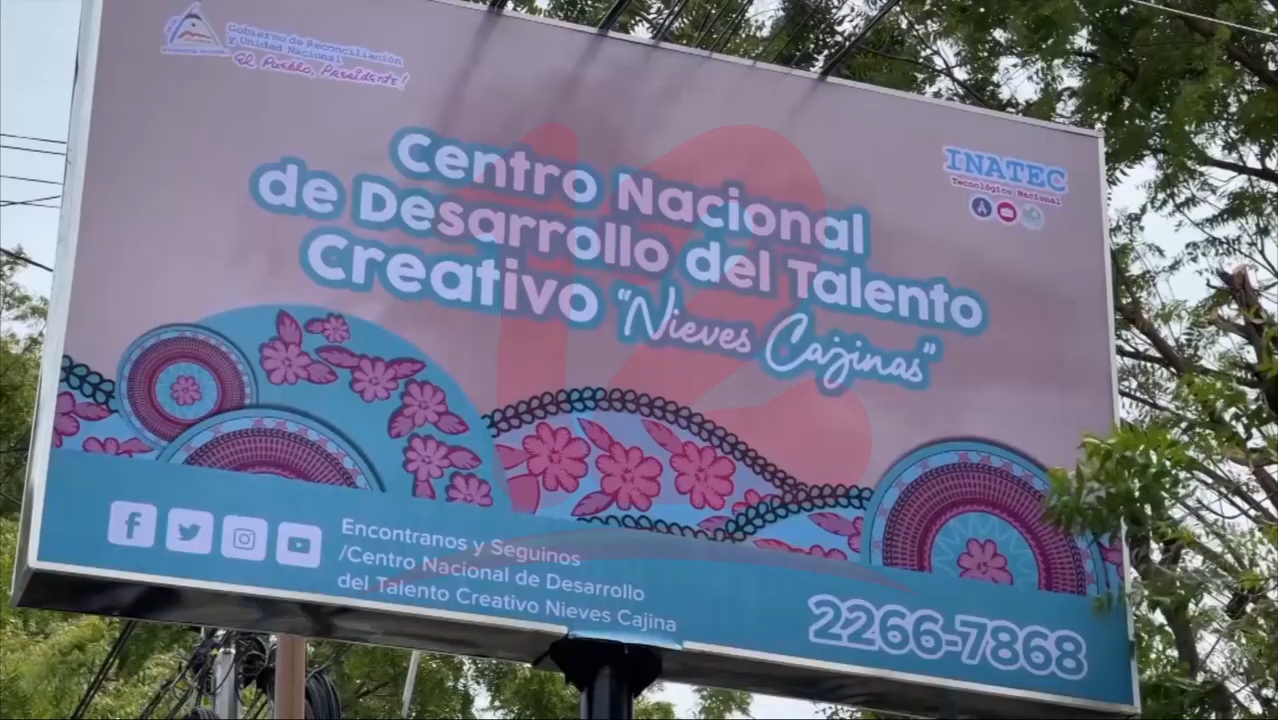 Gobierno de Reconciliación
y Unidad Nacional
El Pueblo, Presidente!
INATEC
Tecnológico Nacional
Centro Nacional
de Desarrollo del Talento
Creativo "Nieves Cajinas"
Encontranos y Seguinos
/Centro Nacional de Desarrollo
del Talento Creativo Nieves Cajina
2266-7868